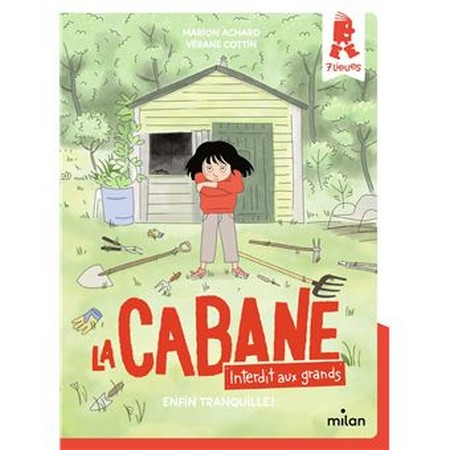 MARION ACHARD
VÉRANE COTTIN
7 lieues
LA CABANE
Interdit aux grands
ENFIN TRANQUILLE !
milan